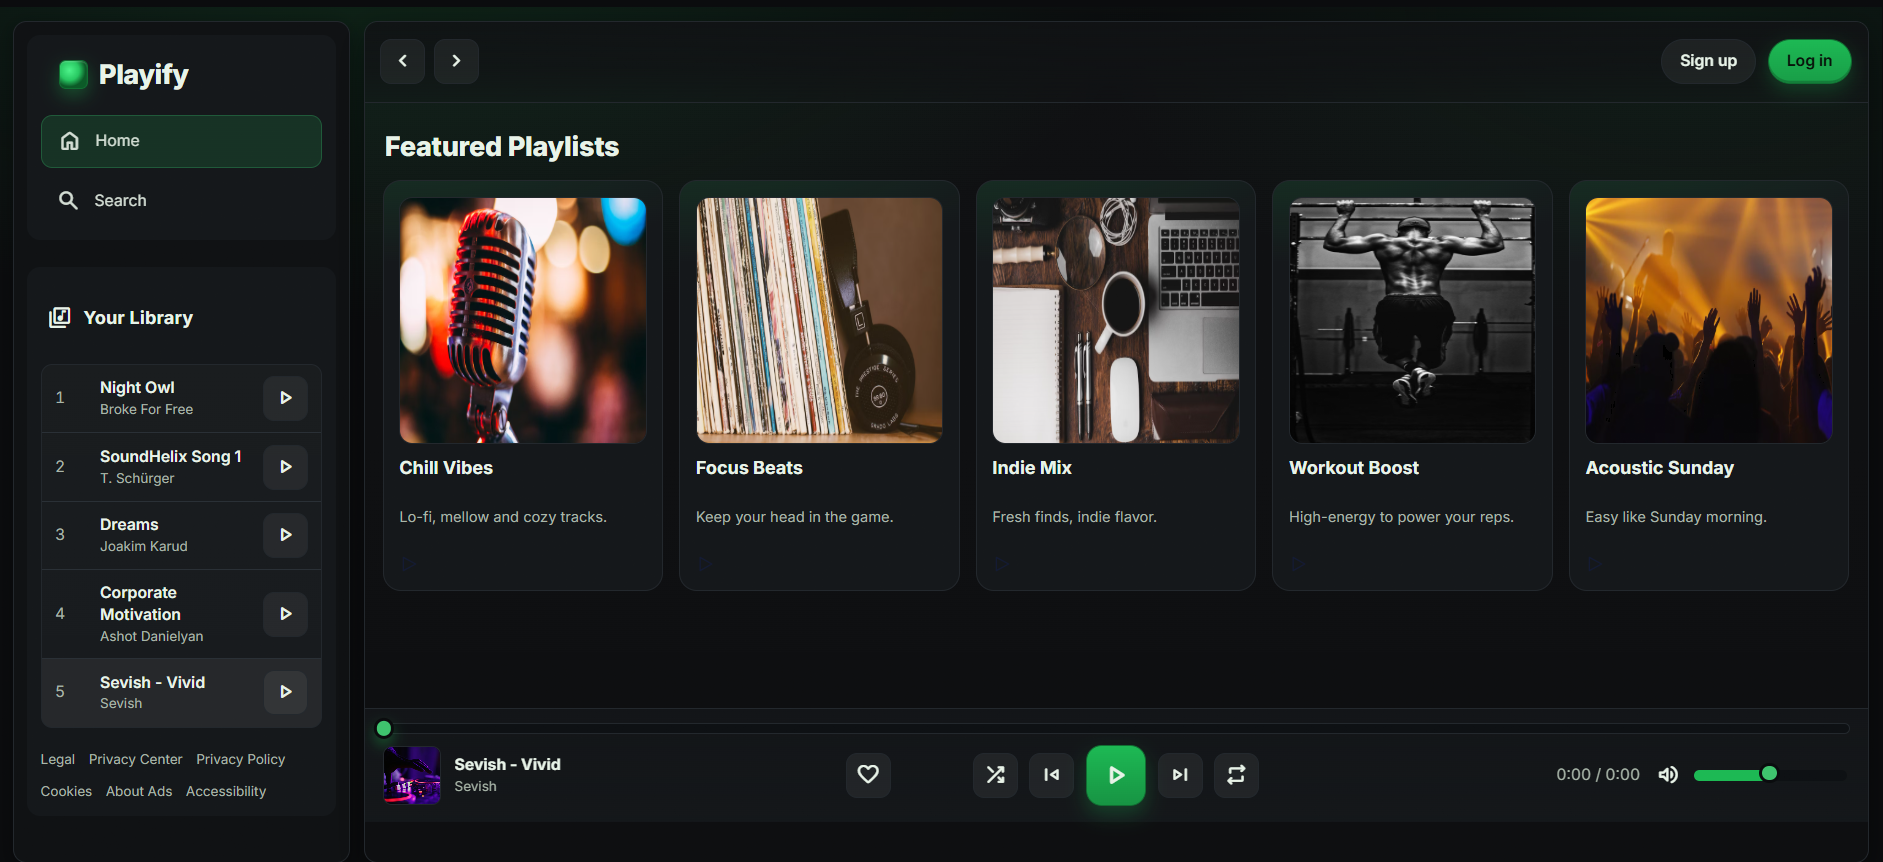 Playify
Home
Search
Your Library
1
Night Owl
Broke For Free
2
SoundHelix Song 1
T. Schürger
3
Dreams
Joakim Karud
4
Corporate
Motivation
Ashot Danielyan
5
Sevish - Vivid
Sevish
Legal Privacy Center Privacy Policy
Cookies About Ads Accessibility
Sign up
Log in
Featured Playlists
Chill Vibes
Lo-fi, mellow and cozy tracks.
Focus Beats
Keep your head in the game.
Indie Mix
Fresh finds, indie flavor.
Workout Boost
High-energy to power your reps.
Acoustic Sunday
Easy like Sunday morning.
Sevish - Vivid
Sevish
0:00 / 0:00